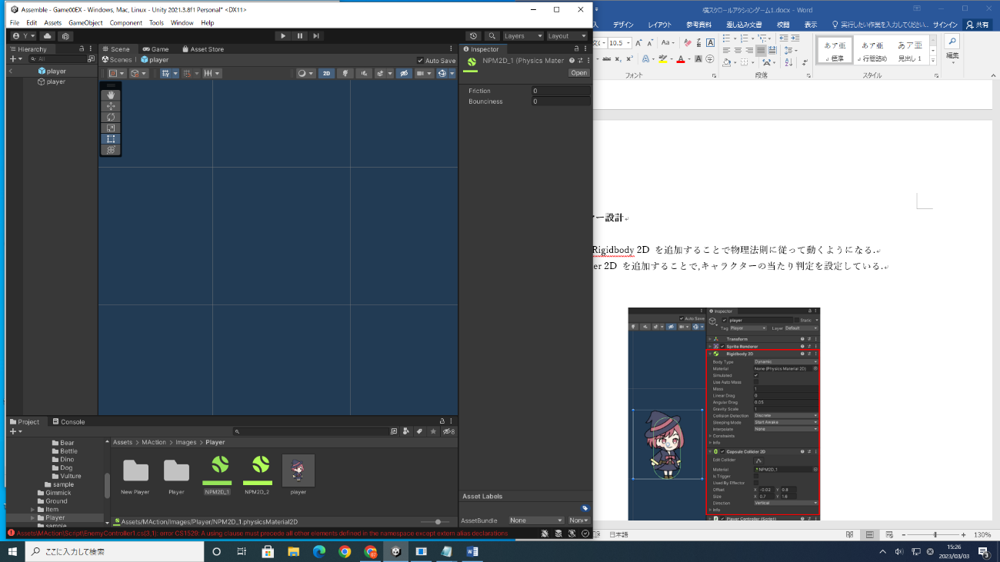 Assemble - Game00EX - Windows, Mac, Linux - Unity 2021.3.8f1 Personal* <DX11>
File Edit Assets GameObject Component Tools Window Help
Y
Layers Layout
Hierarchy
All
player
player
Scene Game Asset Store
Scenes player Auto Save
2D
Inspector
NPM2D_1 (Physics Mater
Open
Friction 0
Bounciness 0
Project Console
8
Bear
Bettle
Dino
Dog
Vulture
sample
Gimmick
Ground
Item
Player
sample
Assets > MAction > Images > Player
New Player Player NPM2D_1 NPM2D_2 player
Assets/MAction/Images/Player/NPM2D_1.physicsMaterial2D
Asset Labels
AssetBundle None Non
Assets\MAction\Script\EnemyController1.cs(3,1): error CS1529: A using clause must precede all other elements defined in the namespace except extern alias declarations
横スクロールアクションゲーム1.docx - Word
デザイン レイアウト 参考資料 差し込み文書 校閲 表示 実行したい作業を入力してください... サインイン 共有
10.5 Aa
フォント 段落 スタイル
あア亜 あア亜 あア亜
標準 行間詰め 見出し 1
編集
ー設計
Rigidbody 2D を追加することで物理法則に従って動くようになる.
er 2D を追加することで,キャラクターの当たり判定を設定している.
Auto Save
Inspector
player Static
Tag Player Layer Default
Transform
Sprite Renderer
Rigidbody 2D
Body Type Dynamic
Material None (Physics Material 2D)
Simulated
Use Auto Mass
Mass 1
Linear Drag 0
Angular Drag 0.05
Gravity Scale 1
Collision Detection Discrete
Sleeping Mode Start Awake
Interpolate None
Constraints
Info
Capsule Collider 2D
Edit Collider
Material NPM2D_1
Is Trigger
Used By Effector
Offset X -0.02 Y 0.8
Size X 0.7 Y 1.6
Direction Vertical
Info
Player Controller (Script)
日本語
130%
ここに入力して検索
15:26
2023/03/03
3